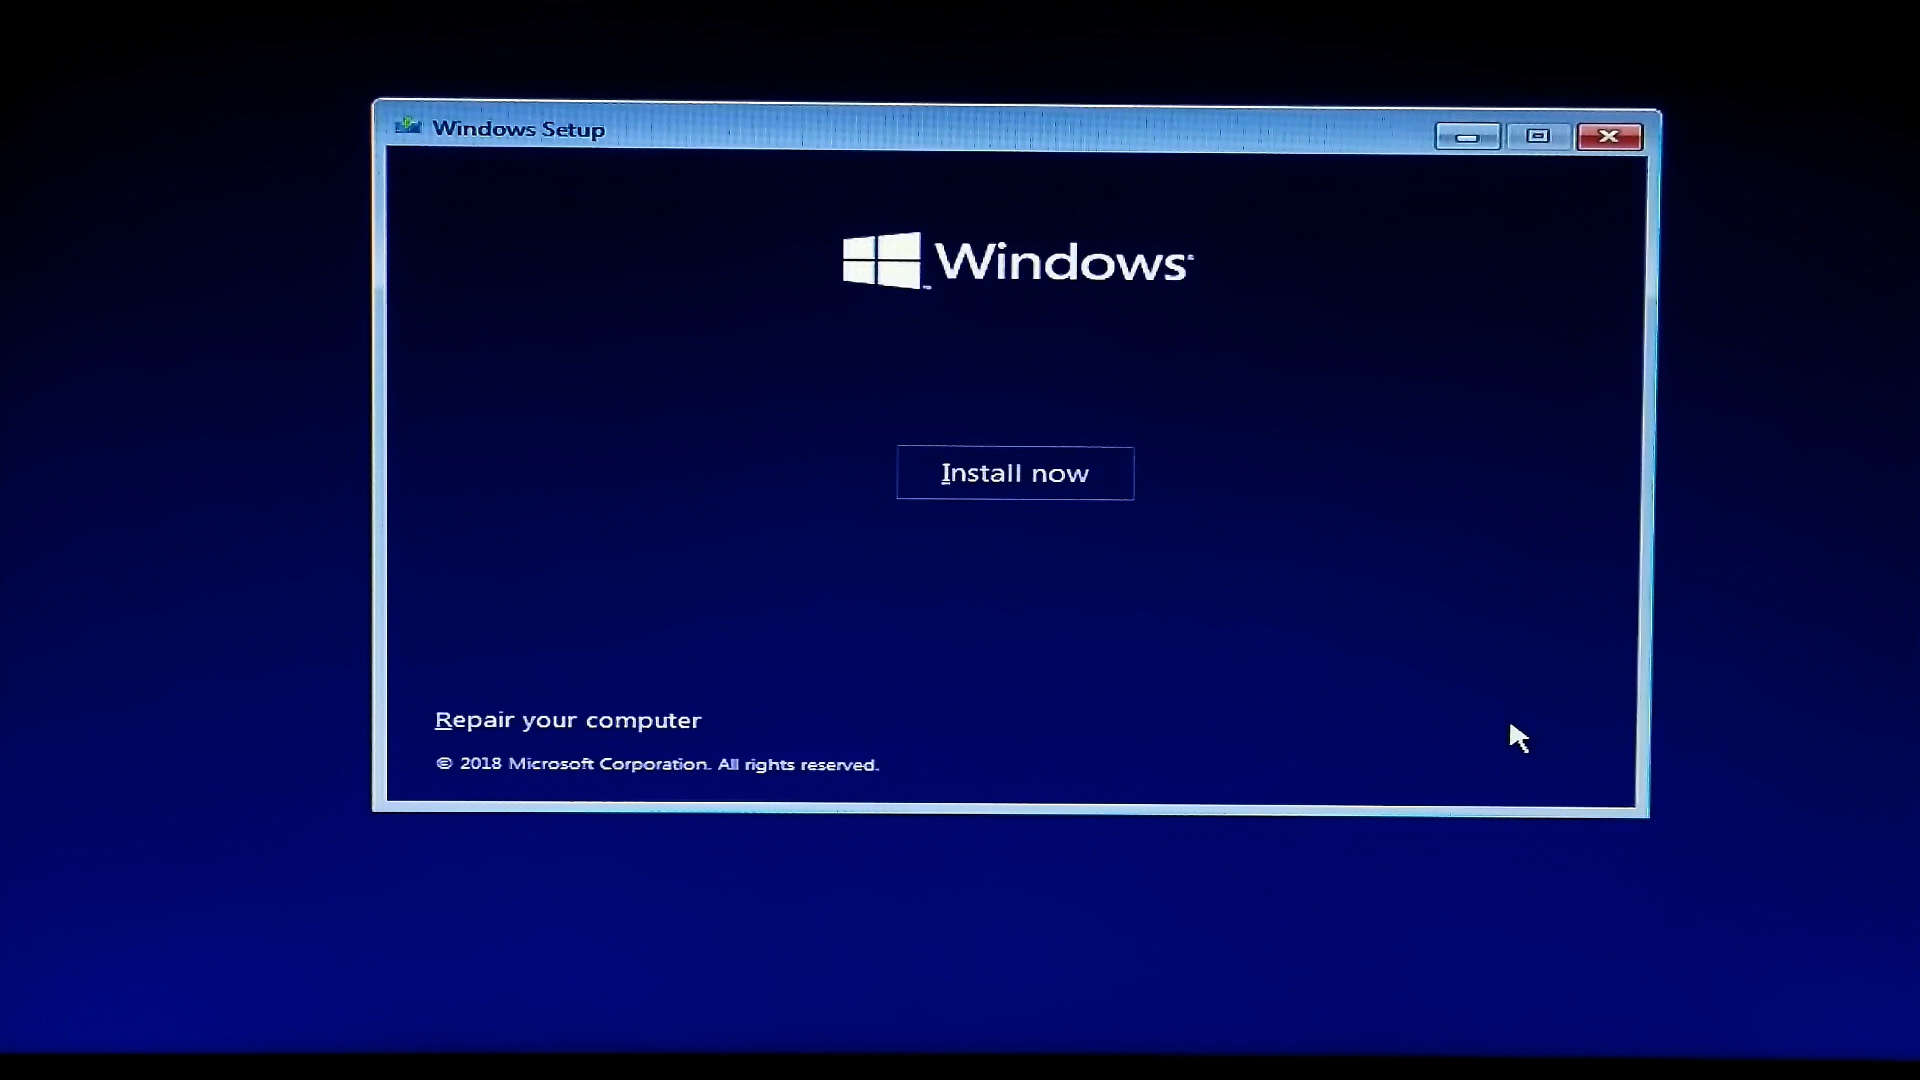 Windows Setup
Windows
Install now
Repair your computer
© 2018 Microsoft Corporation. All rights reserved.